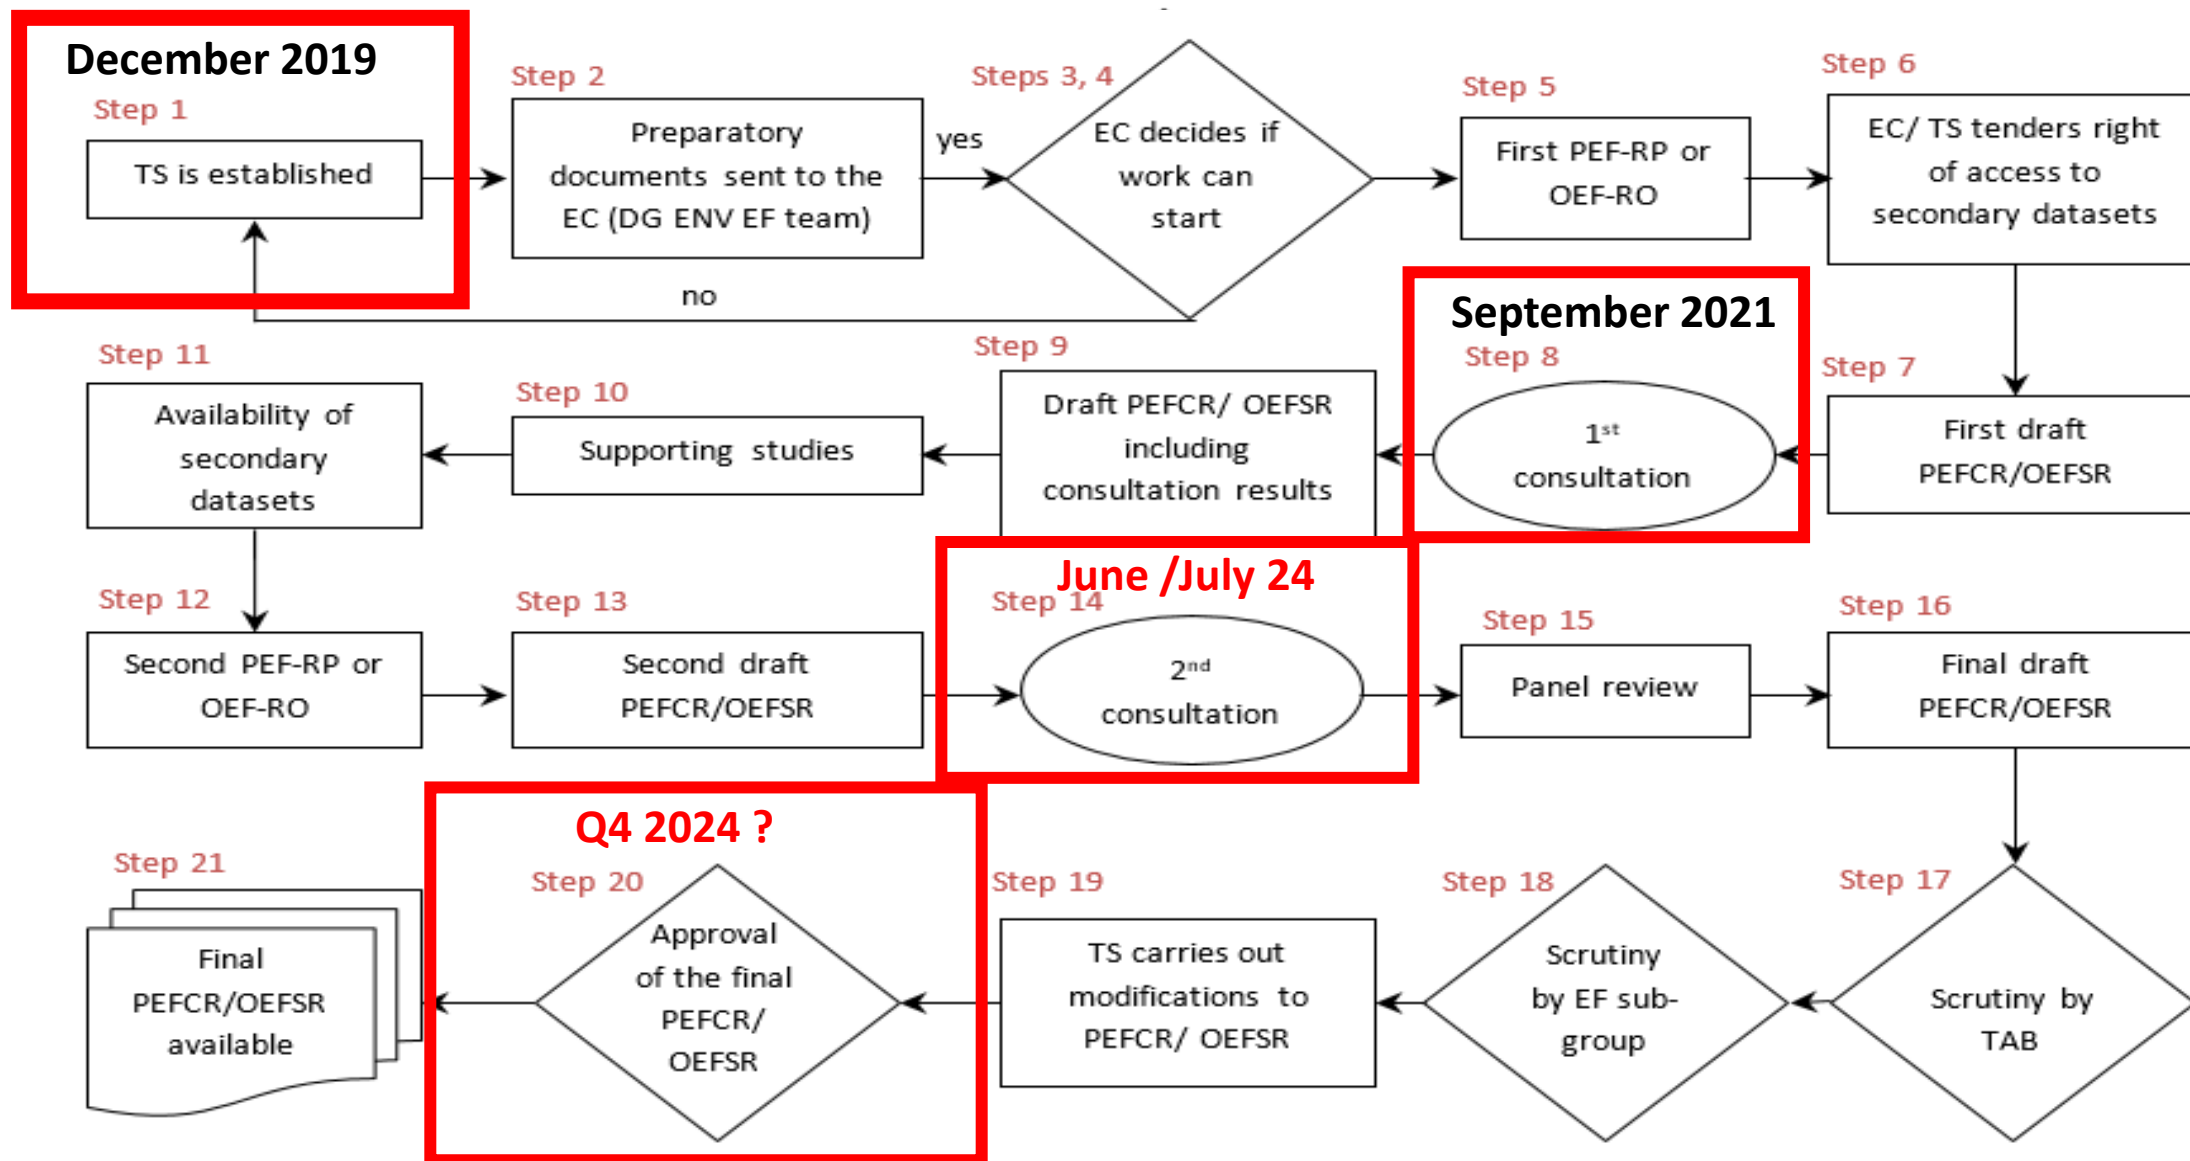 December 2019
Step 1
TS is established
Step 2
Preparatory
documents sent to the
EC (DG ENV EF team)
yes
Steps 3, 4
EC decides if
work can
start
no
Step 5
First PEF-RP or
OEF-RO
Step 6
EC/ TS tenders right
of access to
secondary datasets
Step 7
First draft
PEFCR/OEFSR
September 2021
Step 8
1st
consultation
Step 9
Draft PEFCR/ OEFSR
including
consultation results
Step 10
Supporting studies
Step 11
Availability of
secondary
datasets
Step 12
Second PEF-RP or
OEF-RO
Step 13
Second draft
PEFCR/OEFSR
June /July 24
Step 14
2nd
consultation
Step 15
Panel review
Step 16
Final draft
PEFCR/OEFSR
Step 17
Scrutiny by
TAB
Step 18
Scrutiny
by EF sub-
group
Step 19
TS carries out
modifications to
PEFCR/ OEFSR
Q4 2024 ?
Step 20
Approval
of the final
PEFCR/
OEFSR
Step 21
Final
PEFCR/OEFSR
available